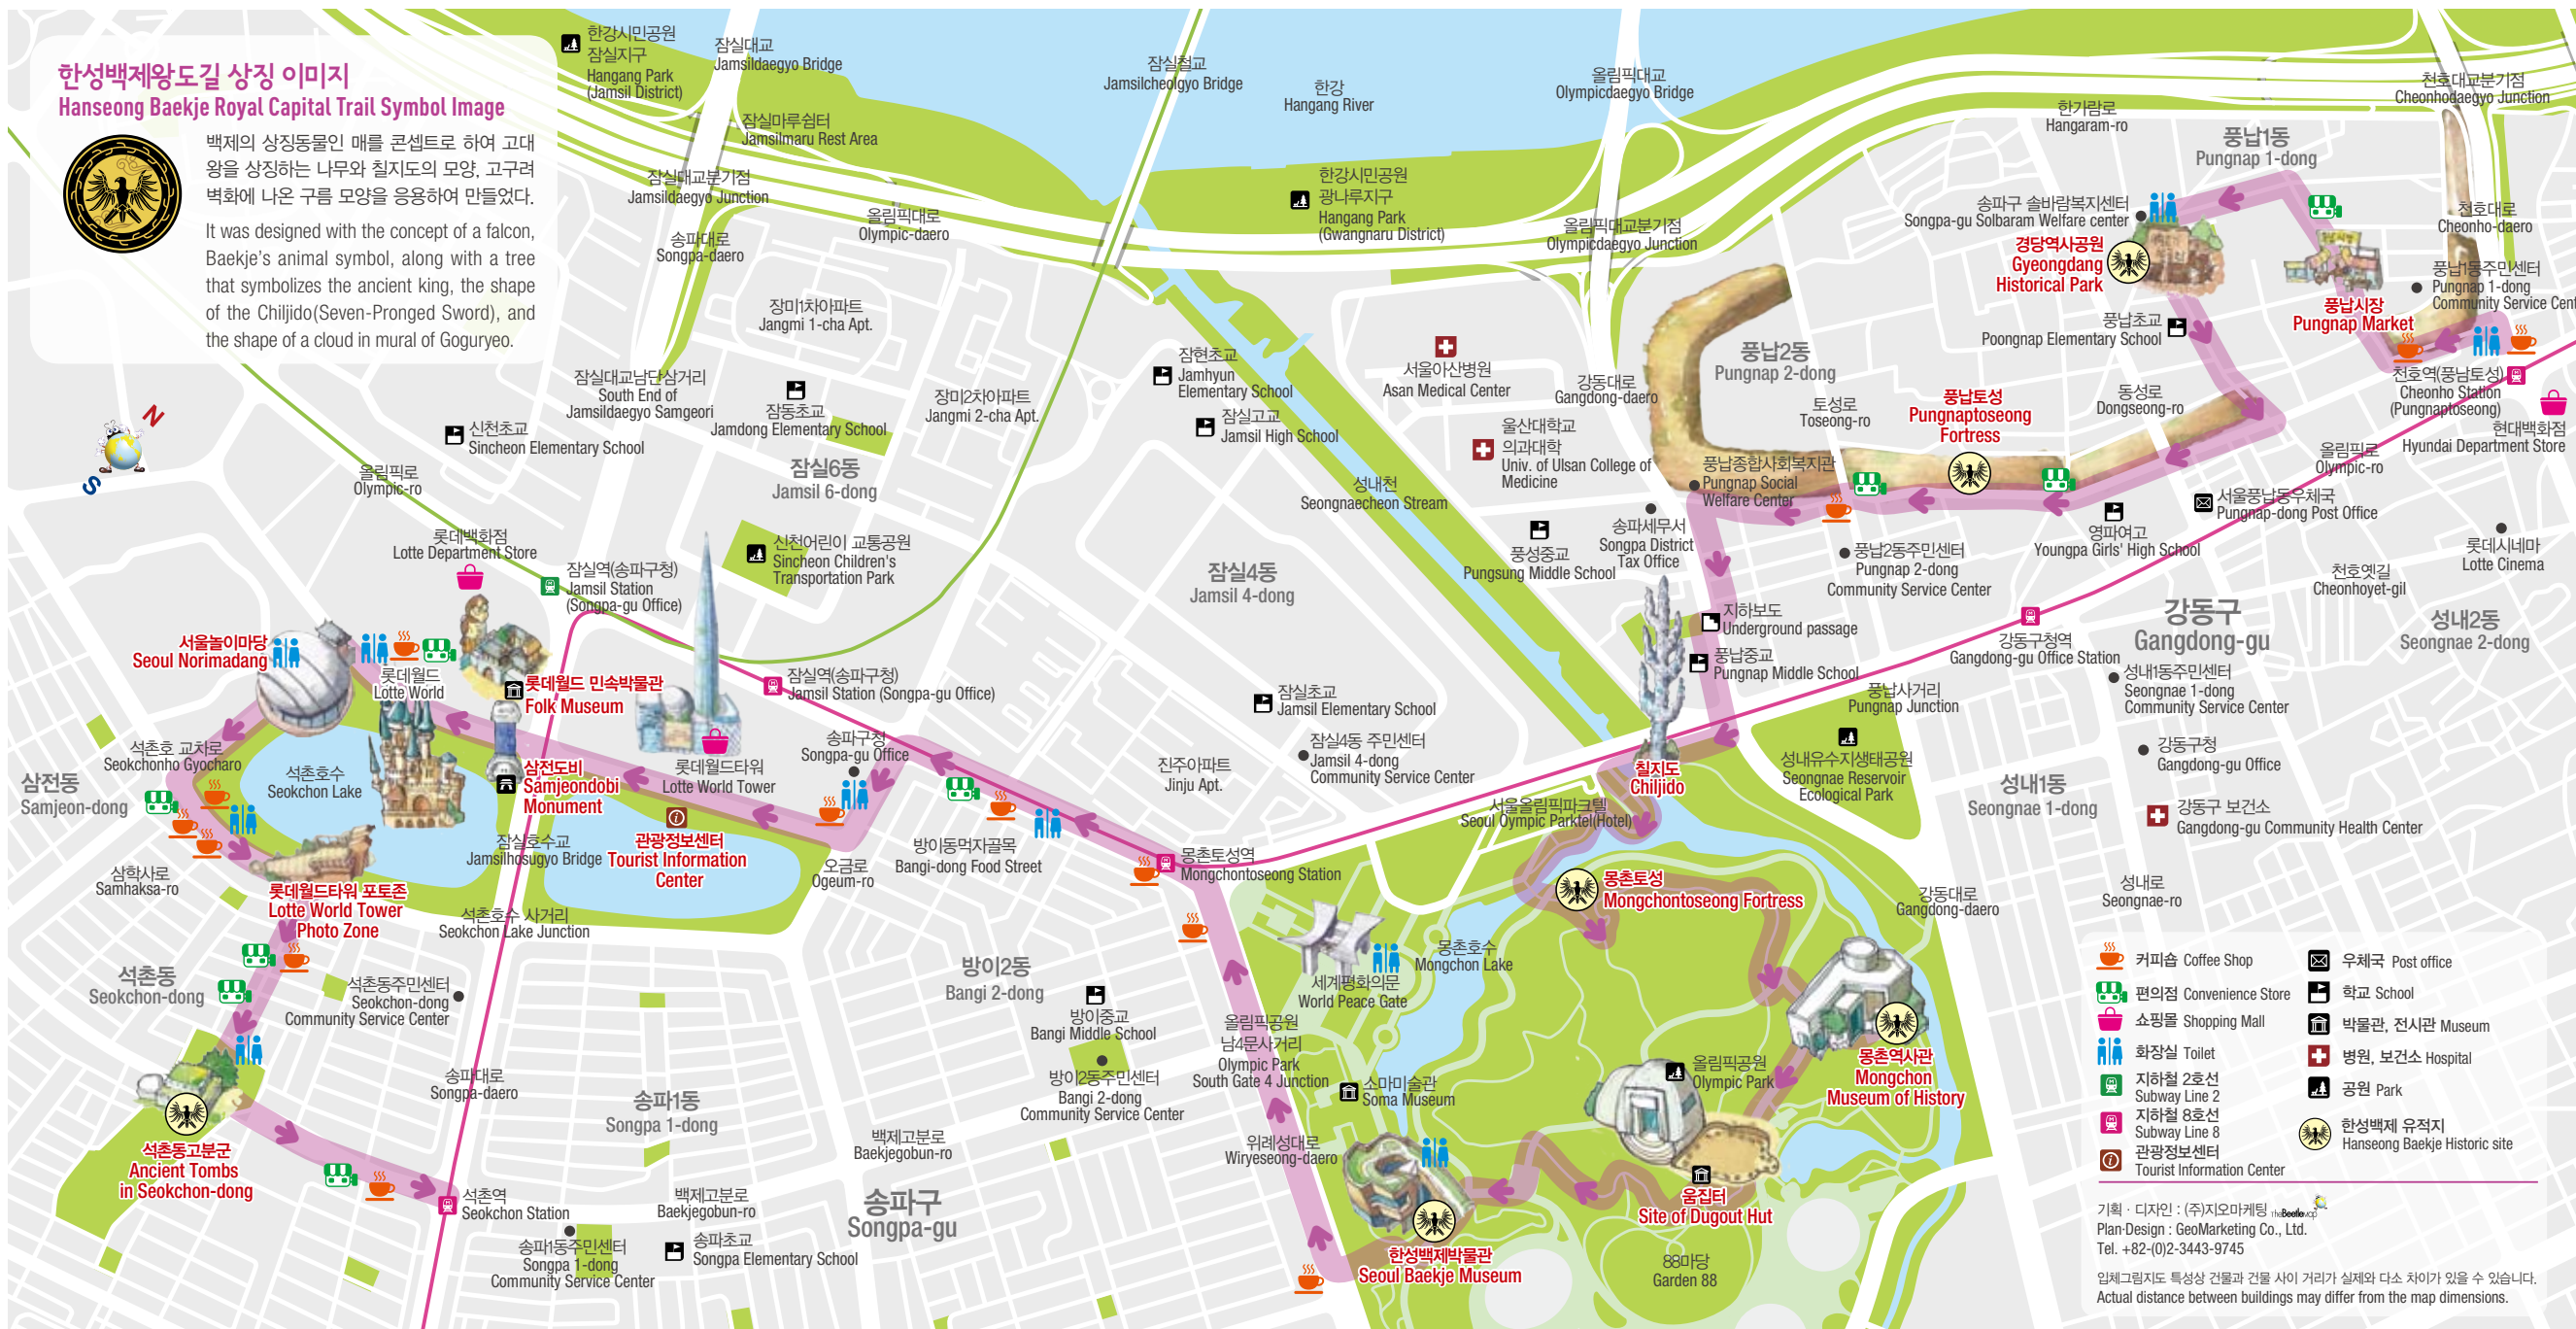 한성백제왕도길 상징 이미지
Hanseong Baekje Royal Capital Trail Symbol Image
백제의 상징동물인 매를 콘셉트로 하여 고대
왕을 상징하는 나무와 칠지도의 모양, 고구려
벽화에 나온 구름 모양을 응용하여 만들었다.
It was designed with the concept of a falcon,
Baekje's animal symbol, along with a tree
that symbolizes the ancient king, the shape
of the Chiljido(Seven-Pronged Sword), and
the shape of a cloud in mural of Goguryeo.
한강시민공원
잠실지구
Hangang Park
(Jamsil District)
잠실대교
Jamsildaegyo Bridge
잠실마루쉼터
Jamsilmaru Rest Area
잠실대교분기점
Jamsildaegyo Junction
송파대로
Songpa-daero
올림픽대로
Olympic-daero
잠실철교
Jamsilcheolgyo Bridge
한강
Hangang River
한강시민공원
광나루지구
Hangang Park
(Gwangnaru District)
올림픽대교
Olympicdaegyo Bridge
올림픽대교분기점
Olympicdaegyo Junction
한가람로
Hangaram-ro
천호대교분기점
Cheonhodaegyo Junction
풍납1동
Pungnap 1-dong
송파구 솔바람복지센터
Songpa-gu Solbaram Welfare center
경당역사공원
Gyeongdang
Historical Park
천호대로
Cheonho-daero
풍납1동주민센터
Pungnap 1-dong
Community Service Cent
풍납시장
Pungnap Market
풍납초교
Poongnap Elementary School
천호역(풍납토성)
Cheonho Station
(Pungnaptoseong)
현대백화점
Hyundai Department Store
올림픽로
Olympic-ro
동성로
Dongseong-ro
풍납2동
Pungnap 2-dong
토성로
Toseong-ro
풍납토성
Pungnaptoseong
Fortress
풍납종합사회복지관
Pungnap Social
Welfare Center
서울풍납동우체국
Pungnap-dong Post Office
영파여고
Youngpa Girls' High School
롯데시네마
Lotte Cinema
천호옛길
Cheonhoyet-gil
성내2동
Seongnae 2-dong
강동구
Gangdong-gu
강동구청역
Gangdong-gu Office Station
풍납2동주민센터
Pungnap 2-dong
Community Service Center
장미1차아파트
Jangmi 1-cha Apt.
잠실대교남단삼거리
South End of
Jamsildaegyo Samgeori
잠동초교
Jamdong Elementary School
장미2차아파트
Jangmi 2-cha Apt.
잠실6동
Jamsil 6-dong
신천초교
Sincheon Elementary School
올림픽로
Olympic-ro
N
S
잠현초교
Jamhyun
Elementary School
잠실고교
Jamsil High School
서울아산병원
Asan Medical Center
강동대로
Gangdong-daero
울산대학교
의과대학
Univ. of Ulsan College of
Medicine
성내천
Seongnaecheon Stream
풍성중교
Pungsung Middle School
송파세무서
Songpa District
Tax Office
지하보도
Underground passage
풍납중교
Pungnap Middle School
롯데백화점
Lotte Department Store
잠실역(송파구청)
Jamsil Station
(Songpa-gu Office)
신천어린이 교통공원
Sincheon Children's
Transportation Park
잠실4동
Jamsil 4-dong
서울놀이마당
Seoul Norimadang
롯데월드
Lotte World
롯데월드 민속박물관
Folk Museum
잠실역(송파구청)
Jamsil Station (Songpa-gu Office)
잠실초교
Jamsil Elementary School
잠실4동 주민센터
Jamsil 4-dong
Community Service Center
진주아파트
Jinju Apt.
송파구청
Songpa-gu Office
롯데월드타워
Lotte World Tower
삼전도비
Samjeondobi
Monument
관광정보센터
Tourist Information
Center
잠실호수교
Jamsilhosugyo Bridge
석촌호 교차로
Seokchonho Gyocharo
석촌호수
Seokchon Lake
삼전동
Samjeon-dong
삼학사로
Samhaksa-ro
롯데월드타워 포토존
Lotte World Tower
Photo Zone
석촌호수 사거리
Seokchon Lake Junction
오금로
Ogeum-ro
방이동먹자골목
Bangi-dong Food Street
몽촌토성역
Mongchontoseong Station
서울올림픽파크텔
Seoul Oympic Parktel(Hotel)
칠지도
Chiljido
풍납사거리
Pungnap Junction
성내유수지생태공원
Seongnae Reservoir
Ecological Park
성내1동주민센터
Seongnae 1-dong
Community Service Center
강동구청
Gangdong-gu Office
성내1동
Seongnae 1-dong
강동구 보건소
Gangdong-gu Community Health Center
성내로
Seongnae-ro
강동대로
Gangdong-daero
몽촌토성
Mongchontoseong Fortress
몽촌호수
Mongchon Lake
세계평화의문
World Peace Gate
올림픽공원
남4문사거리
Olympic Park
South Gate 4 Junction
소마미술관
Soma Museum
올림픽공원
Olympic Park
몽촌역사관
Mongchon
Museum of History
움집터
Site of Dugout Hut
88마당
Garden 88
한성백제박물관
Seoul Baekje Museum
위례성대로
Wiryeseong-daero
방이2동
Bangi 2-dong
방이중교
Bangi Middle School
방이2동주민센터
Bangi 2-dong
Community Service Center
백제고분로
Baekjegobun-ro
송파구
Songpa-gu
송파1동
Songpa 1-dong
백제고분로
Baekjegobun-ro
송파초교
Songpa Elementary School
송파1동주민센터
Songpa 1-dong
Community Service Center
석촌역
Seokchon Station
송파대로
Songpa-daero
석촌동주민센터
Seokchon-dong
Community Service Center
석촌동
Seokchon-dong
석촌동고분군
Ancient Tombs
in Seokchon-dong
커피숍 Coffee Shop
편의점 Convenience Store
쇼핑몰 Shopping Mall
화장실 Toilet
지하철 2호선
Subway Line 2
지하철 8호선
Subway Line 8
관광정보센터
Tourist Information Center
우체국 Post office
학교 School
박물관, 전시관 Museum
병원, 보건소 Hospital
공원 Park
한성백제 유적지
Hanseong Baekje Historic site
기획 · 디자인 : (주)지오마케팅 TheBeetleMap
Plan·Design : GeoMarketing Co., Ltd.
Tel. +82-(0)2-3443-9745
입체그림지도 특성상 건물과 건물 사이 거리가 실제와 다소 차이가 있을 수 있습니다.
Actual distance between buildings may differ from the map dimensions.